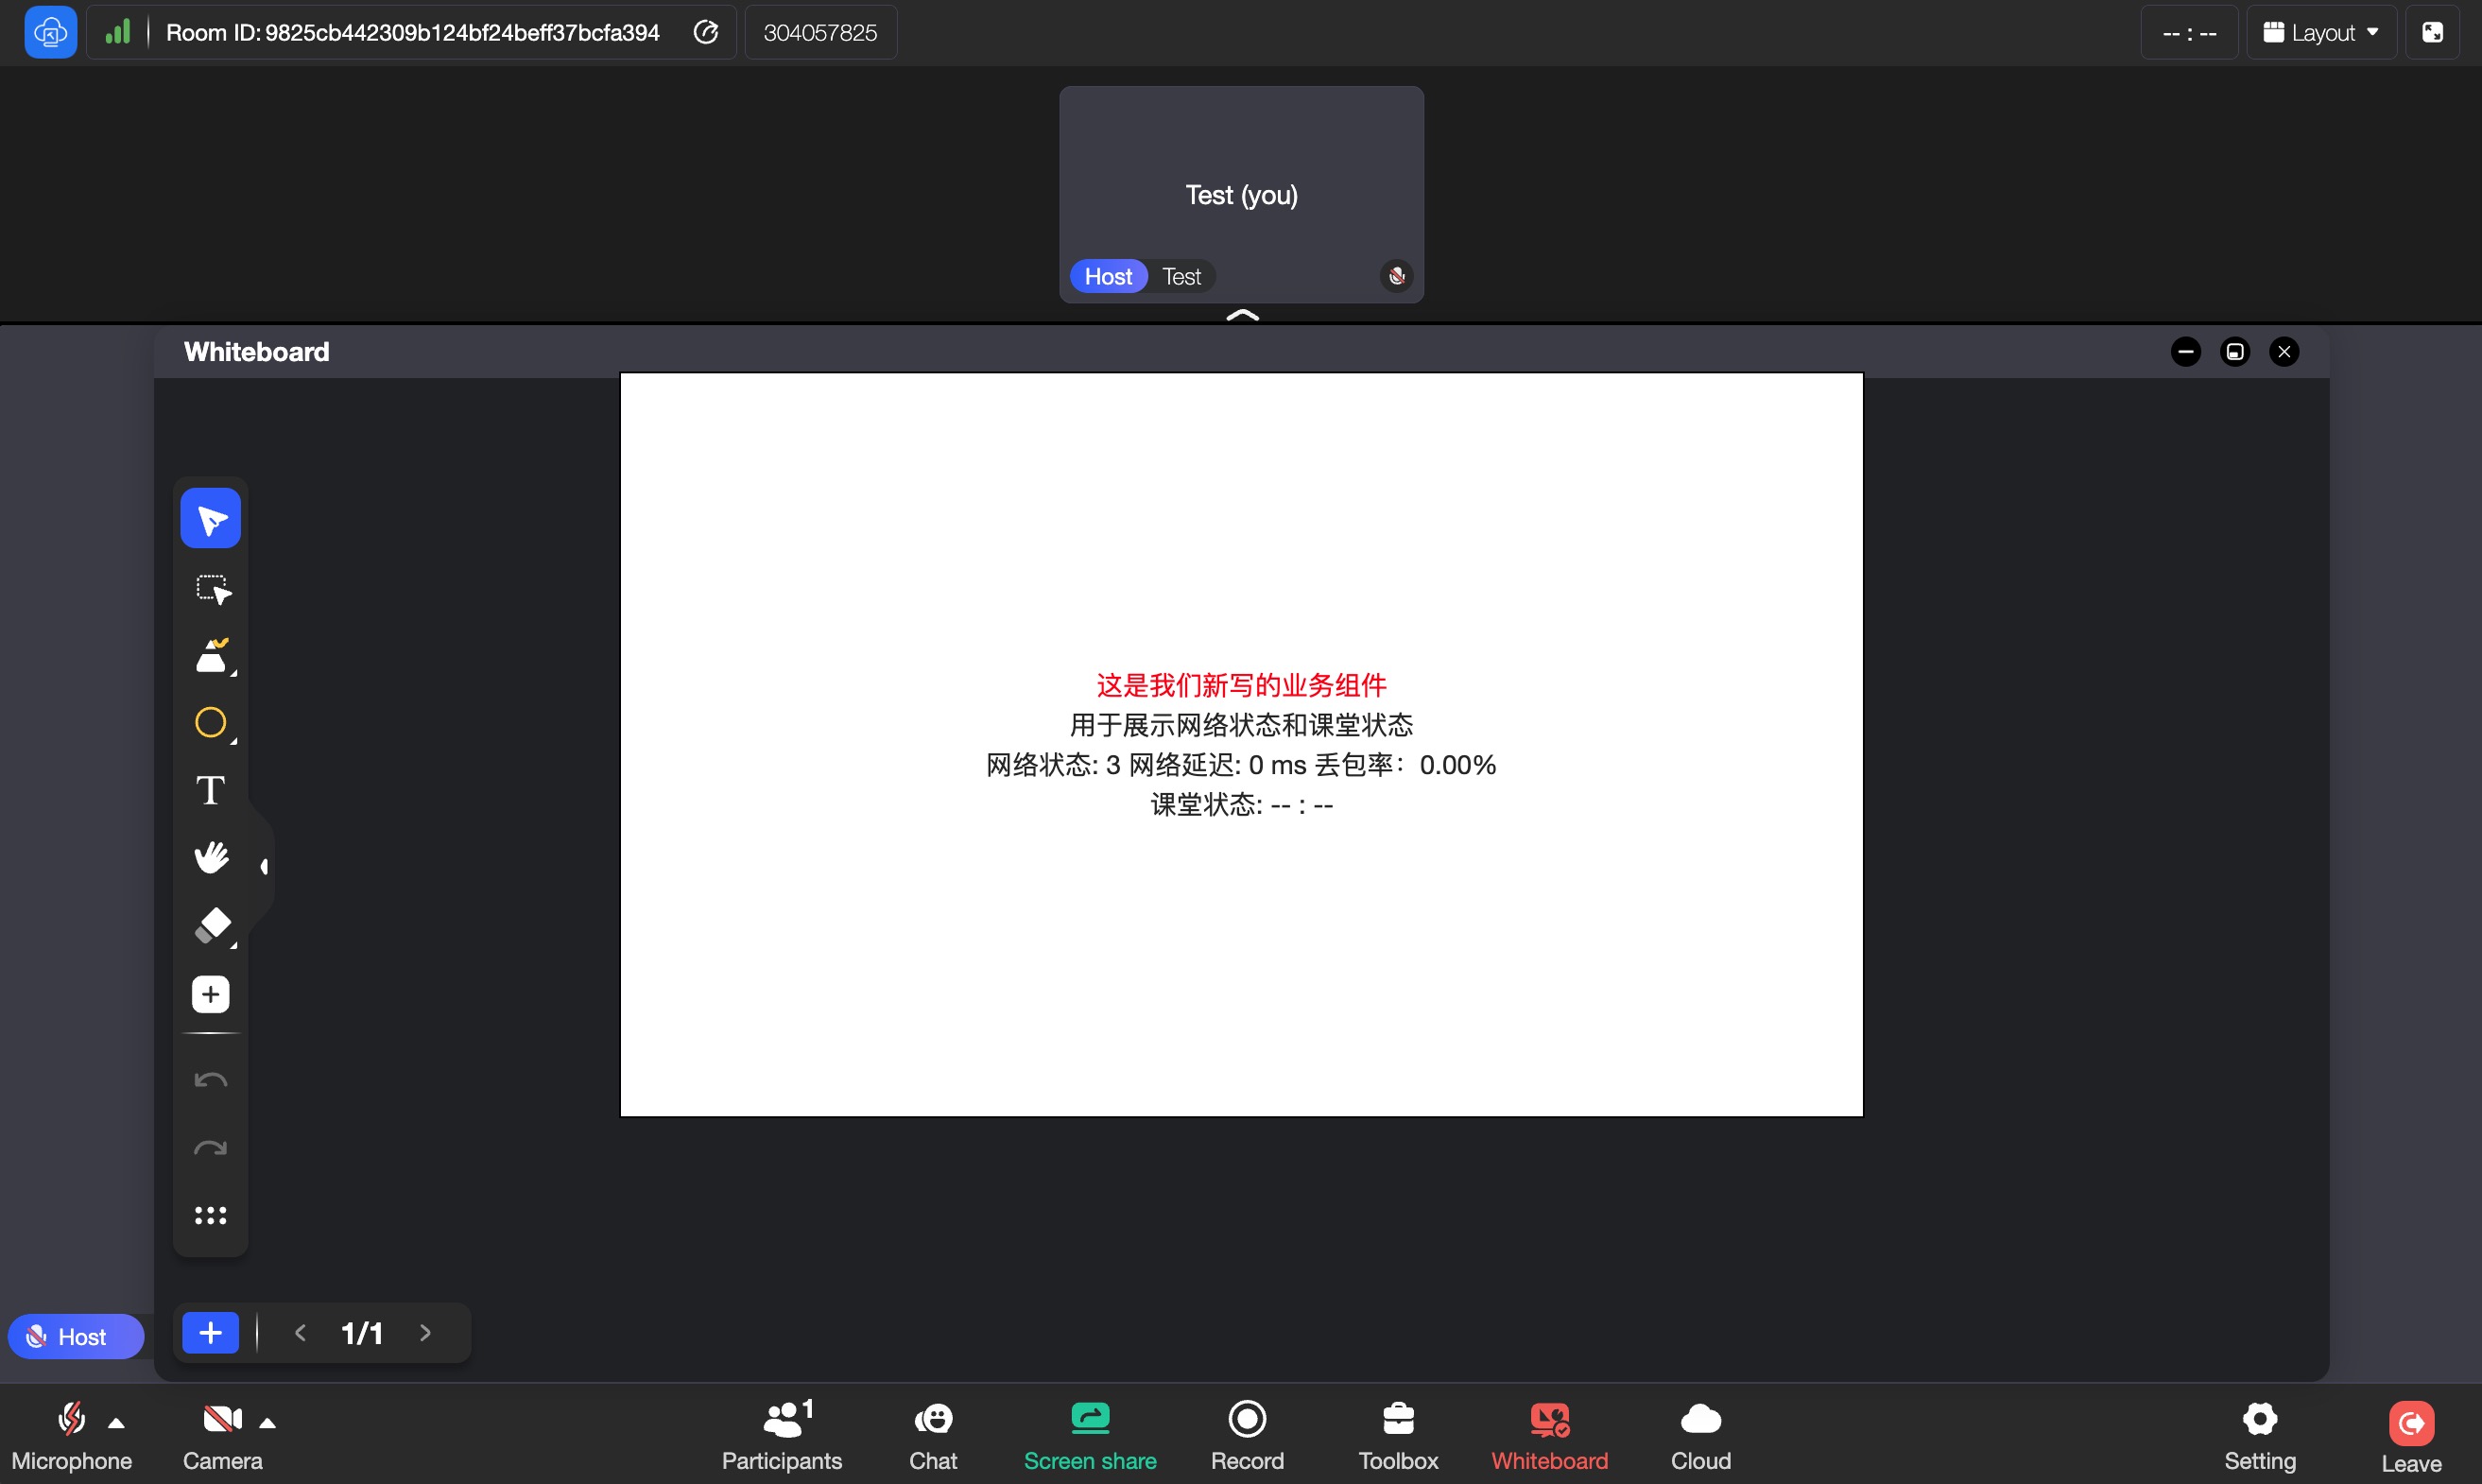 Room ID: 9825cb442309b124bf24beff37bcfa394
304057825
-- : --
Layout
Test (you)
Host Test
Whiteboard
这是我们新写的业务组件
用于展示网络状态和课堂状态
网络状态: 3 网络延迟: 0 ms 丢包率：0.00%
课堂状态: -- : --
T
Host
1/1
Microphone
Camera
1
Participants
Chat
Screen share
Record
Toolbox
Whiteboard
Cloud
Setting
Leave